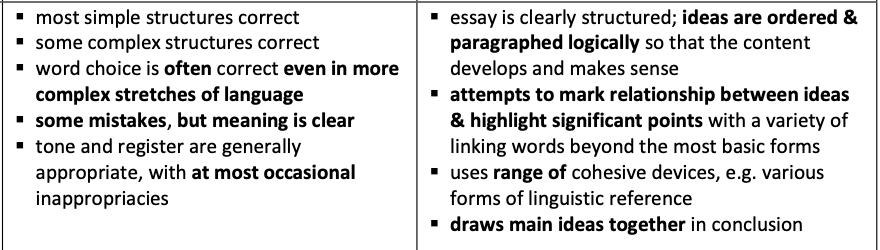 ▪ most simple structures correct
▪ some complex structures correct
▪ word choice is often correct even in more
complex stretches of language
▪ some mistakes, but meaning is clear
▪ tone and register are generally
appropriate, with at most occasional
inappropriacies
▪ essay is clearly structured; ideas are ordered &
paragraphed logically so that the content
develops and makes sense
▪ attempts to mark relationship between ideas
& highlight significant points with a variety of
linking words beyond the most basic forms
▪ uses range of cohesive devices, e.g. various
forms of linguistic reference
▪ draws main ideas together in conclusion